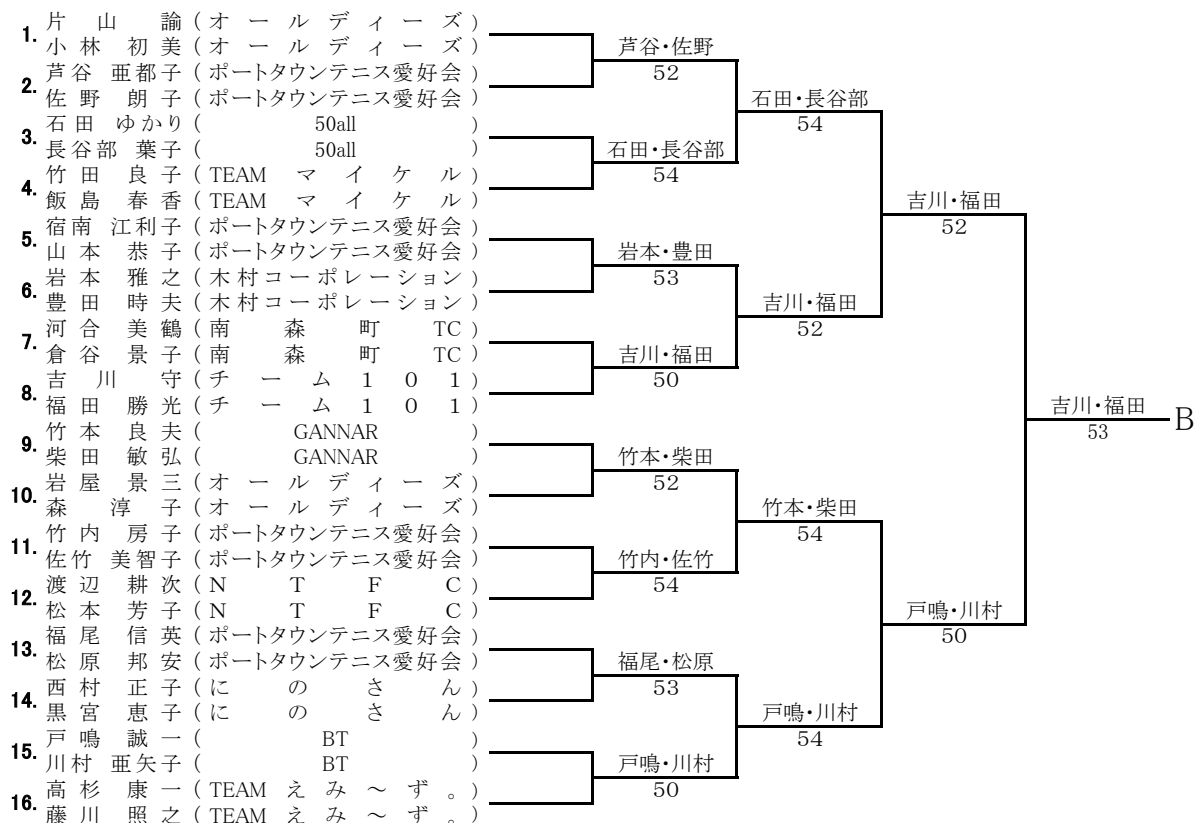 1. 片山 諭(オールディーズ)
小林 初美(オールディーズ)
2. 芦谷 亜都子(ポートタウンテニス愛好会)
佐野 朗子(ポートタウンテニス愛好会)
3. 石田 ゆかり(50all)
長谷部 葉子(50all)
4. 竹田 良子(TEAM マイケル)
飯島 春香(TEAM マイケル)
5. 宿南 江利子(ポートタウンテニス愛好会)
山本 恭子(ポートタウンテニス愛好会)
6. 岩本 雅之(木村コーポレーション)
豊田 時夫(木村コーポレーション)
7. 河合 美鶴(南森町TC)
倉谷 景子(南森町TC)
8. 吉川 守(チーム101)
福田 勝光(チーム101)
9. 竹本 良夫(GANNAR)
柴田 敏弘(GANNAR)
10. 岩屋 景三(オールディーズ)
森 淳子(オールディーズ)
11. 竹内 房子(ポートタウンテニス愛好会)
佐竹 美智子(ポートタウンテニス愛好会)
12. 渡辺 耕次(NTFC)
松本 芳子(NTFC)
13. 福尾 信英(ポートタウンテニス愛好会)
松原 邦安(ポートタウンテニス愛好会)
14. 西村 正子(にのさん)
黒宮 恵子(にのさん)
15. 戸鳴 誠一(BT)
川村 亜矢子(BT)
16. 高杉 康一(TEAM えみ～ず。)
藤川 照之(TEAM えみ～ず。)
芦谷・佐野
52
石田・長谷部
54
岩本・豊田
53
吉川・福田
50
竹本・柴田
52
竹内・佐竹
54
福尾・松原
53
戸鳴・川村
50
石田・長谷部
54
吉川・福田
52
竹本・柴田
54
戸鳴・川村
54
吉川・福田
52
戸鳴・川村
50
吉川・福田
53
B